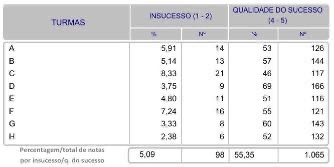 TURMAS INSUCESSO (1 - 2) QUALIDADE DO SUCESSO (4 - 5)
% Nº % Nº
A 5,91 14 53 126
B 5,14 13 57 144
C 8,33 21 46 117
D 3,75 9 69 166
E 4,80 11 51 116
F 7,24 16 55 121
G 3,33 8 60 143
H 2,38 6 52 132
Percentagem/total de notas
por insucesso/q. do sucesso 5,09 98 55,35 1.065